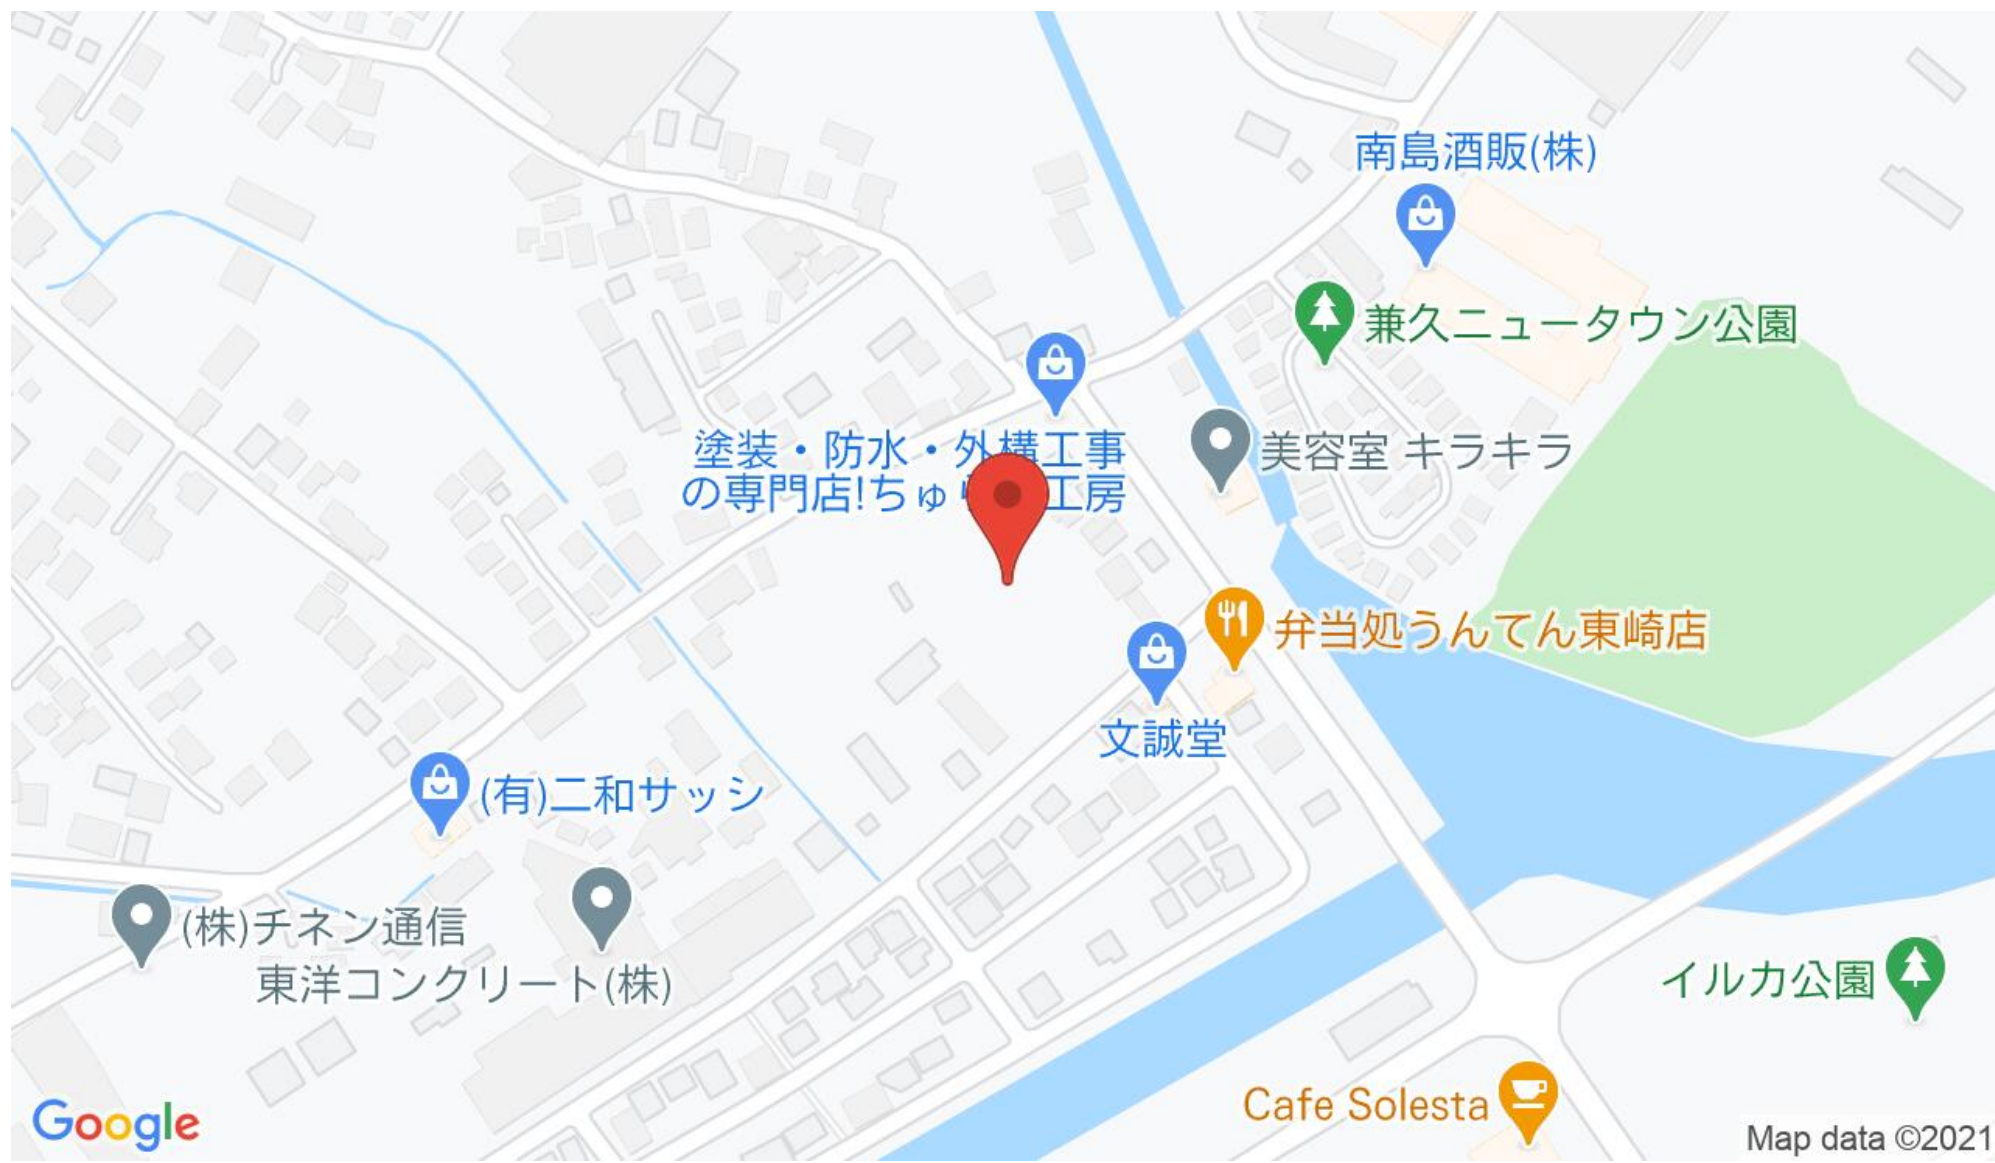 南島酒販(株)
兼久ニュータウン公園
塗装・防水・外構工事
の専門店!ちゅ 工房
美容室 キラキラ
弁当処うんてん東崎店
文誠堂
(有)二和サッシ
(株)チネン通信
東洋コンクリート(株)
イルカ公園
Cafe Solesta
Google
Map data ©2021